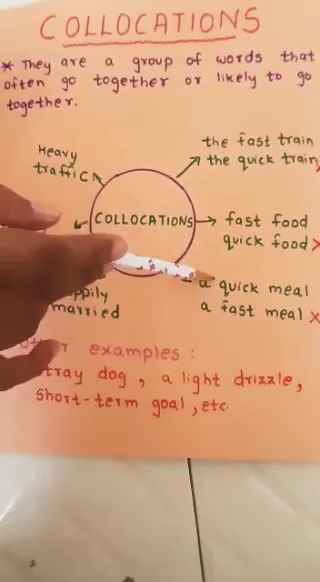 COLLOCATIONS
* They are a group of words that
often go together or likely to go
together.
Heavy
traffic
the fast train
the quick train
COLLOCATIONS
fast food
quick food X
a quick meal
a fast meal X
married
examples :
dog, a light drizzle,
short-term goal, etc.